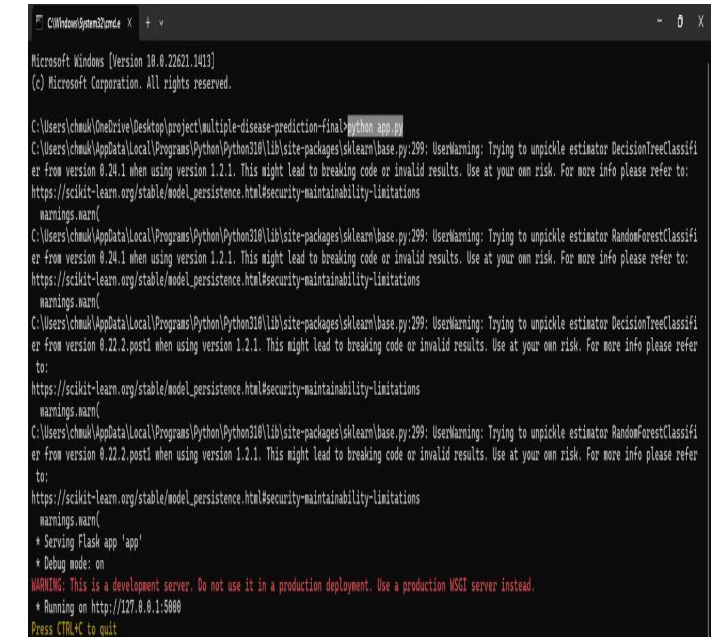 C:\Windows\System32\cmd.e
Microsoft Windows [Version 10.0.22621.1413]
(c) Microsoft Corporation. All rights reserved.
C:\Users\chmuk\OneDrive\Desktop\project\multiple-disease-prediction-final>python app.py
C:\Users\chmuk\AppData\Local\Programs\Python\Python310\lib\site-packages\sklearn\base.py:299: UserWarning: Trying to unpickle estimator DecisionTreeClassifi
er from version 0.24.1 when using version 1.2.1. This might lead to breaking code or invalid results. Use at your own risk. For more info please refer to:
https://scikit-learn.org/stable/model_persistence.html#security-maintainability-limitations
warnings.warn(
C:\Users\chmuk\AppData\Local\Programs\Python\Python310\lib\site-packages\sklearn\base.py:299: UserWarning: Trying to unpickle estimator RandomForestClassifi
er from version 0.24.1 when using version 1.2.1. This might lead to breaking code or invalid results. Use at your own risk. For more info please refer to:
https://scikit-learn.org/stable/model_persistence.html#security-maintainability-limitations
warnings.warn(
C:\Users\chmuk\AppData\Local\Programs\Python\Python310\lib\site-packages\sklearn\base.py:299: UserWarning: Trying to unpickle estimator DecisionTreeClassifi
er from version 0.22.2.post1 when using version 1.2.1. This might lead to breaking code or invalid results. Use at your own risk. For more info please refer
to:
https://scikit-learn.org/stable/model_persistence.html#security-maintainability-limitations
warnings.warn(
C:\Users\chmuk\AppData\Local\Programs\Python\Python310\lib\site-packages\sklearn\base.py:299: UserWarning: Trying to unpickle estimator RandomForestClassifi
er from version 0.22.2.post1 when using version 1.2.1. This might lead to breaking code or invalid results. Use at your own risk. For more info please refer
to:
https://scikit-learn.org/stable/model_persistence.html#security-maintainability-limitations
warnings.warn(
* Serving Flask app 'app'
* Debug mode: on
WARNING: This is a development server. Do not use it in a production deployment. Use a production WSGI server instead.
* Running on http://127.0.0.1:5000
Press CTRL+C to quit